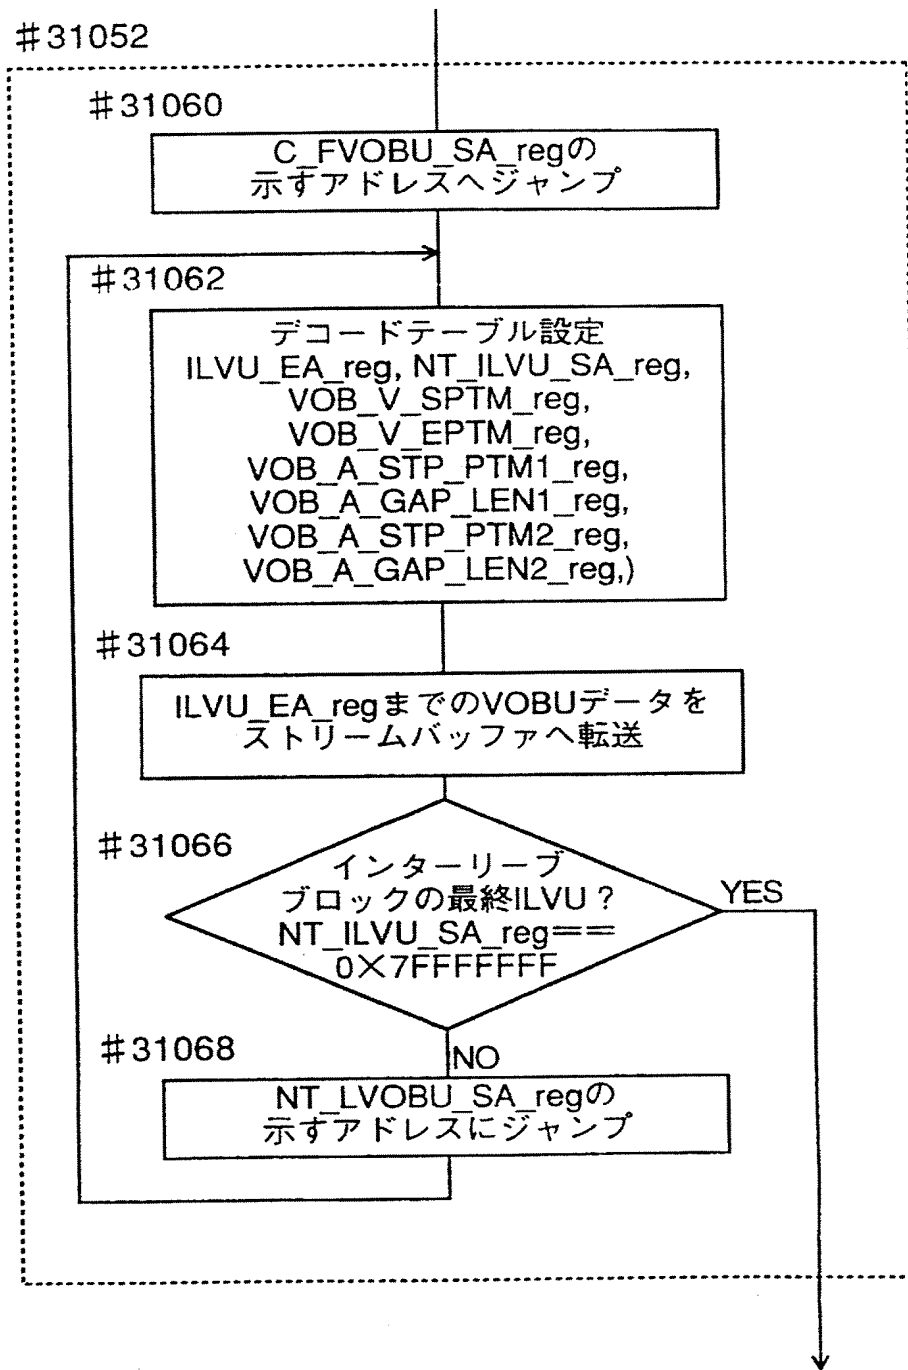 #31052
#31060
C_FVOBU_SA_regの
示すアドレスへジャンプ
#31062
デコードテーブル設定
ILVU_EA_reg, NT_ILVU_SA_reg,
VOB_V_SPTM_reg,
VOB_V_EPTM_reg,
VOB_A_STP_PTM1_reg,
VOB_A_GAP_LEN1_reg,
VOB_A_STP_PTM2_reg,
VOB_A_GAP_LEN2_reg,)
#31064
ILVU_EA_regまでのVOBUデータを
ストリームバッファへ転送
#31066
インターリーブ
ブロックの最終ILVU？
NT_ILVU_SA_reg==
0×7FFFFFFF
YES
#31068
NO
NT_LVOBU_SA_regの
示すアドレスにジャンプ